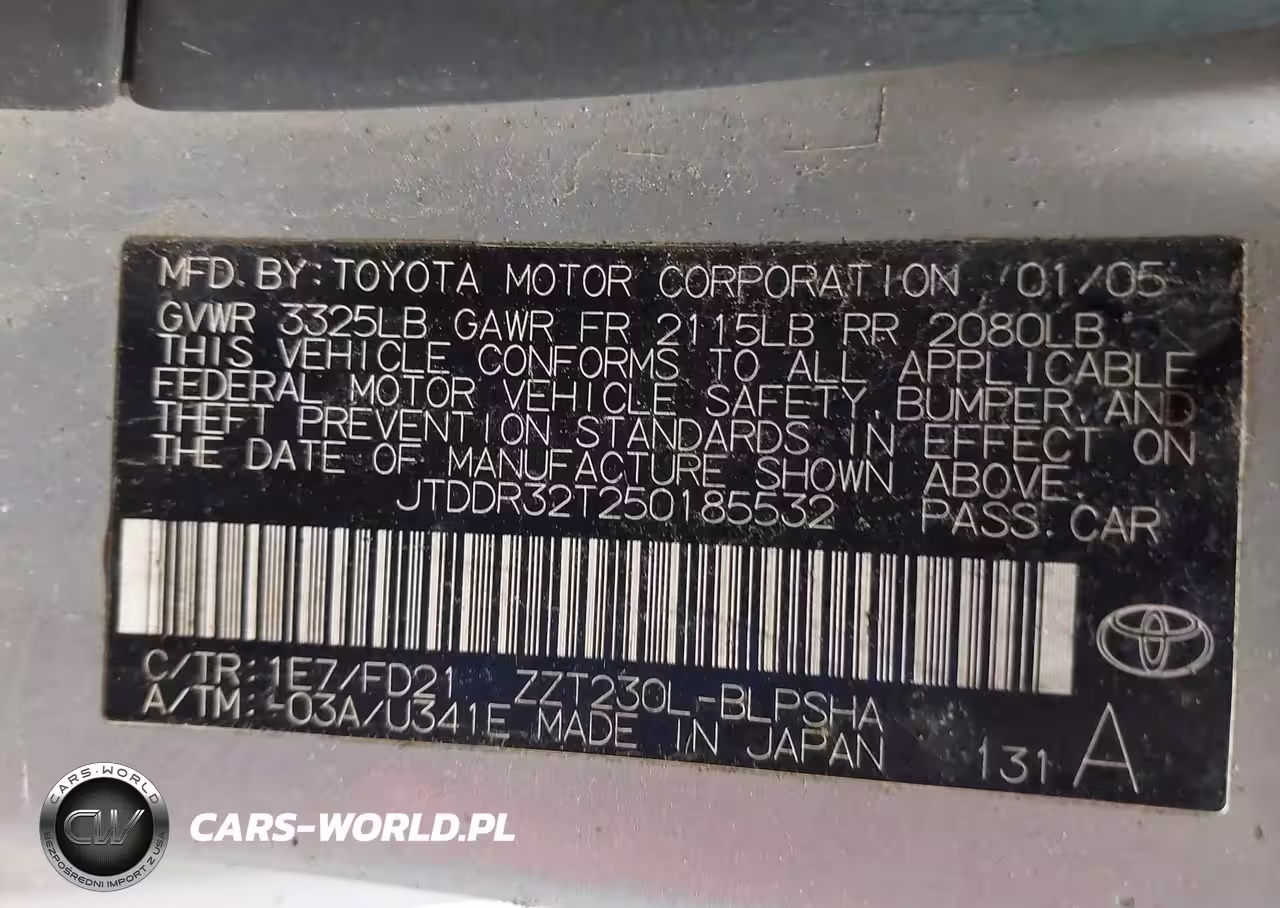 MFD. BY: TOYOTA MOTOR CORPORATION 01/05
GVWR 3325LB GAWR FR 2115LB RR 2080LB
THIS VEHICLE CONFORMS TO ALL APPLICABLE
FEDERAL MOTOR VEHICLE SAFETY, BUMPER, AND
THEFT PREVENTION STANDARDS IN EFFECT ON
THE DATE OF MANUFACTURE SHOWN ABOVE.
JTDDR32T250185532 PASS. CAR
C/TR: 1E7/FD21 ZZT230L-BLPSHA
A/TM: -03A/U341E MADE IN JAPAN 131 A
CARS-WORLD
CW
BEZPOŚREDNI IMPORT Z USA
CARS-WORLD.PL